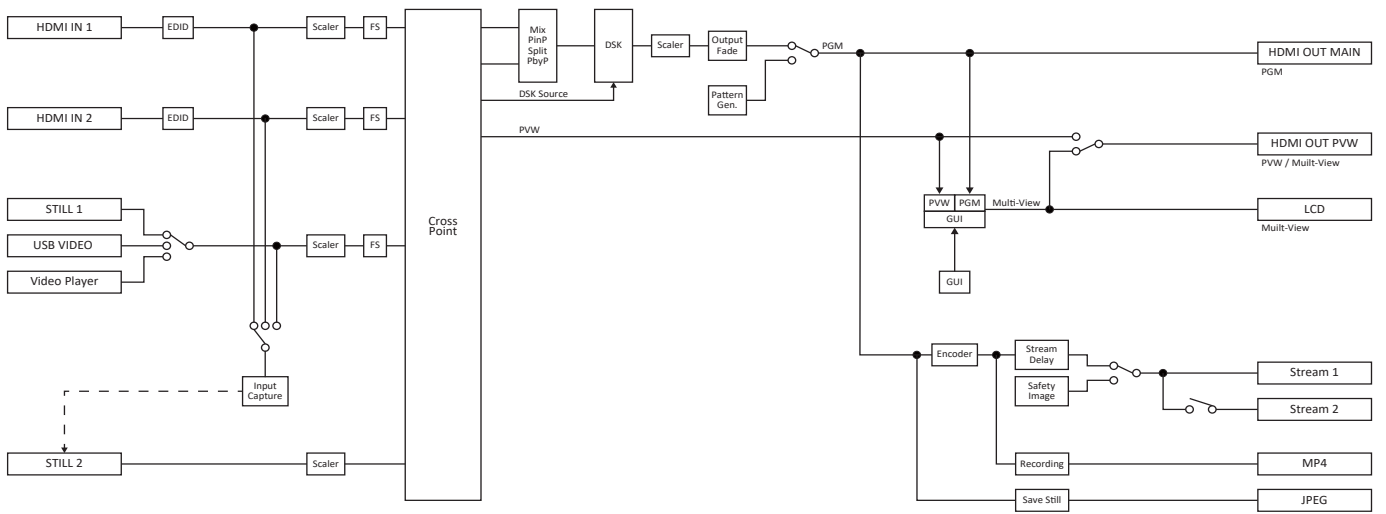 HDMI IN 1
EDID
Scaler
FS
HDMI IN 2
EDID
Scaler
FS
STILL 1
USB VIDEO
Video Player
Scaler
FS
Input
Capture
STILL 2
Scaler
Cross
Point
Mix
PinP
Split
PbyP
DSK
Scaler
Output
Fade
Pattern
Gen.
DSK Source
PGM
PVW
HDMI OUT MAIN
PGM
HDMI OUT PVW
PVW / Muilt-View
PVW
PGM
GUI
Multi-View
GUI
LCD
Muilt-View
Encoder
Stream
Delay
Safety
Image
Stream 1
Stream 2
Recording
MP4
Save Still
JPEG